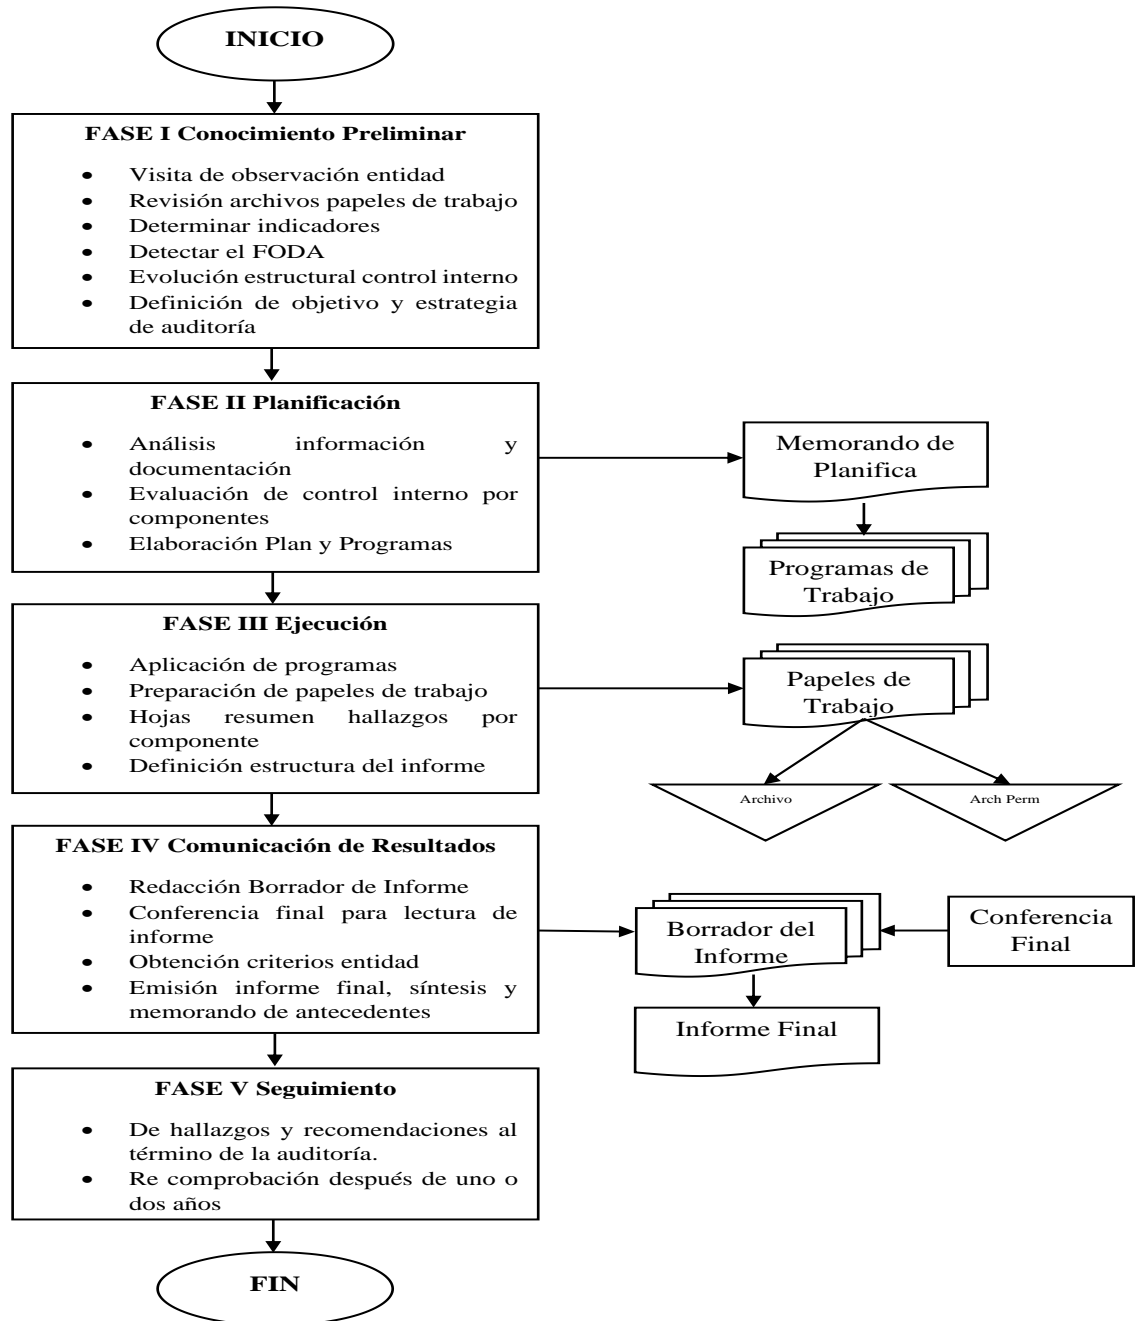 INICIO
FASE I Conocimiento Preliminar
• Visita de observación entidad
• Revisión archivos papeles de trabajo
• Determinar indicadores
• Detectar el FODA
• Evolución estructural control interno
• Definición de objetivo y estrategia
de auditoría
FASE II Planificación
• Análisis información y
documentación
• Evaluación de control interno por
componentes
• Elaboración Plan y Programas
Memorando de
Planifica
Programas de
Trabajo
FASE III Ejecución
• Aplicación de programas
• Preparación de papeles de trabajo
• Hojas resumen hallazgos por
componente
• Definición estructura del informe
Papeles de
Trabajo
Archivo
Arch Perm
FASE IV Comunicación de Resultados
• Redacción Borrador de Informe
• Conferencia final para lectura de
informe
• Obtención criterios entidad
• Emisión informe final, síntesis y
memorando de antecedentes
Borrador del
Informe
Conferencia
Final
Informe Final
FASE V Seguimiento
• De hallazgos y recomendaciones al
término de la auditoría.
• Re comprobación después de uno o
dos años
FIN